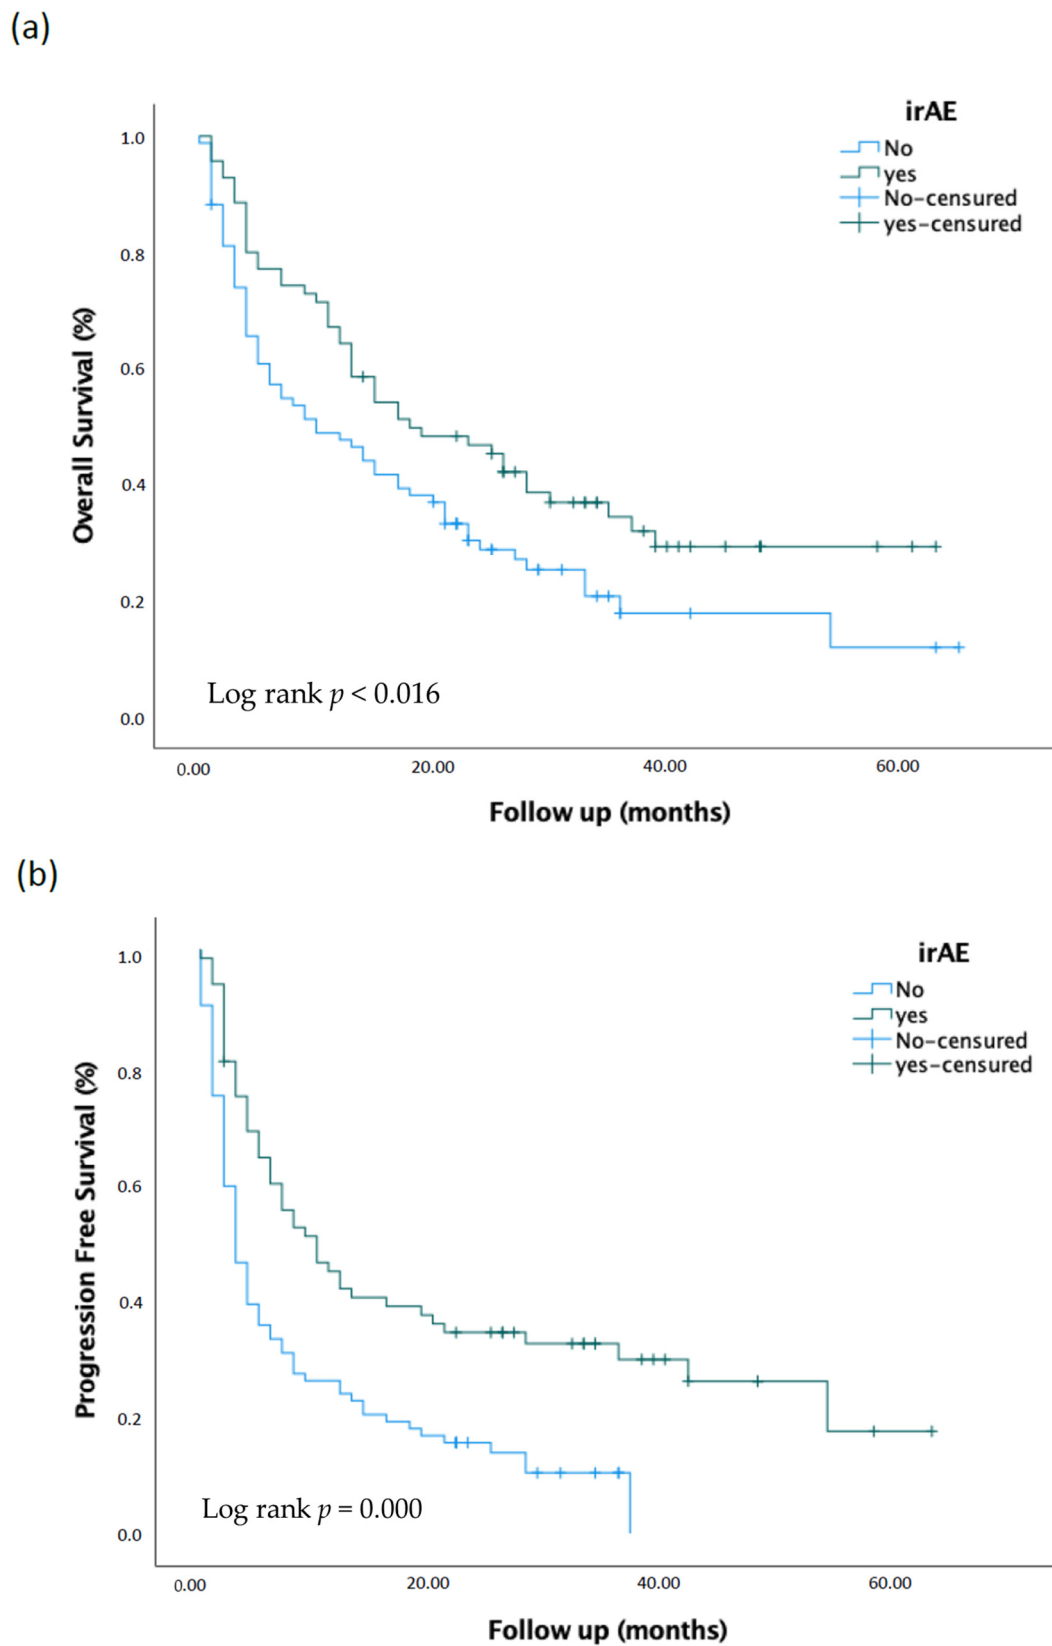 (a)
irAE
No
yes
No-censured
yes-censured
1.0
0.8
0.6
0.4
0.2
0.0
Overall Survival (%)
Log rank p < 0.016
0.00 20.00 40.00 60.00
Follow up (months)
(b)
irAE
No
yes
No-censured
yes-censured
1.0
0.8
0.6
0.4
0.2
0.0
Progression Free Survival (%)
Log rank p = 0.000
0.00 20.00 40.00 60.00
Follow up (months)